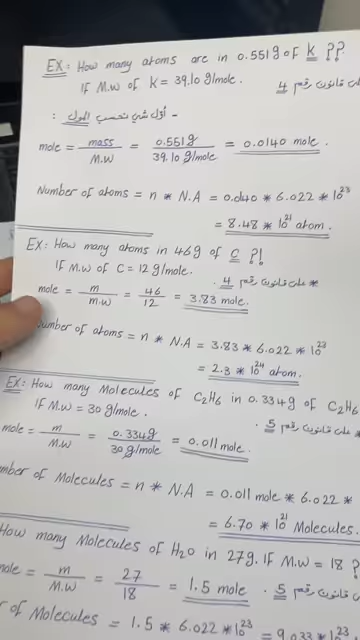 EX: How many atoms are in 0.551g of K ??
If M.W of K = 39.10 g/mole. على قانون رقم 4
- أول شي نحسب المول :
mole = mass / M.W = 0.551g / 39.10 g/mole = 0.0140 mole.
Number of atoms = n * N.A = 0.040 * 6.022 * 10^23
= 8.48 * 10^21 atom.
EX: How many atoms in 46g of C ?!
If M.W of C = 12 g/mole. * على قانون رقم 4
mole = m / M.W = 46 / 12 = 3.83 mole.
Number of atoms = n * N.A = 3.83 * 6.022 * 10^23
= 2.3 * 10^24 atom.
EX: How many Molecules of C2H6 in 0.334g of C2H6
If M.W = 30 g/mole. * على قانون رقم 5
mole = m / M.W = 0.334g / 30 g/mole = 0.011 mole.
mber of Molecules = n * N.A = 0.011 mole * 6.022 *
= 6.70 * 10^21 Molecules.
How many Molecules of H2O in 27g. If M.W = 18 ?
mole = m / M.W = 27 / 18 = 1.5 mole. على قانون رقم 5
r of Molecules = 1.5 * 6.022 * 10^23 = 9.033 * 10^23